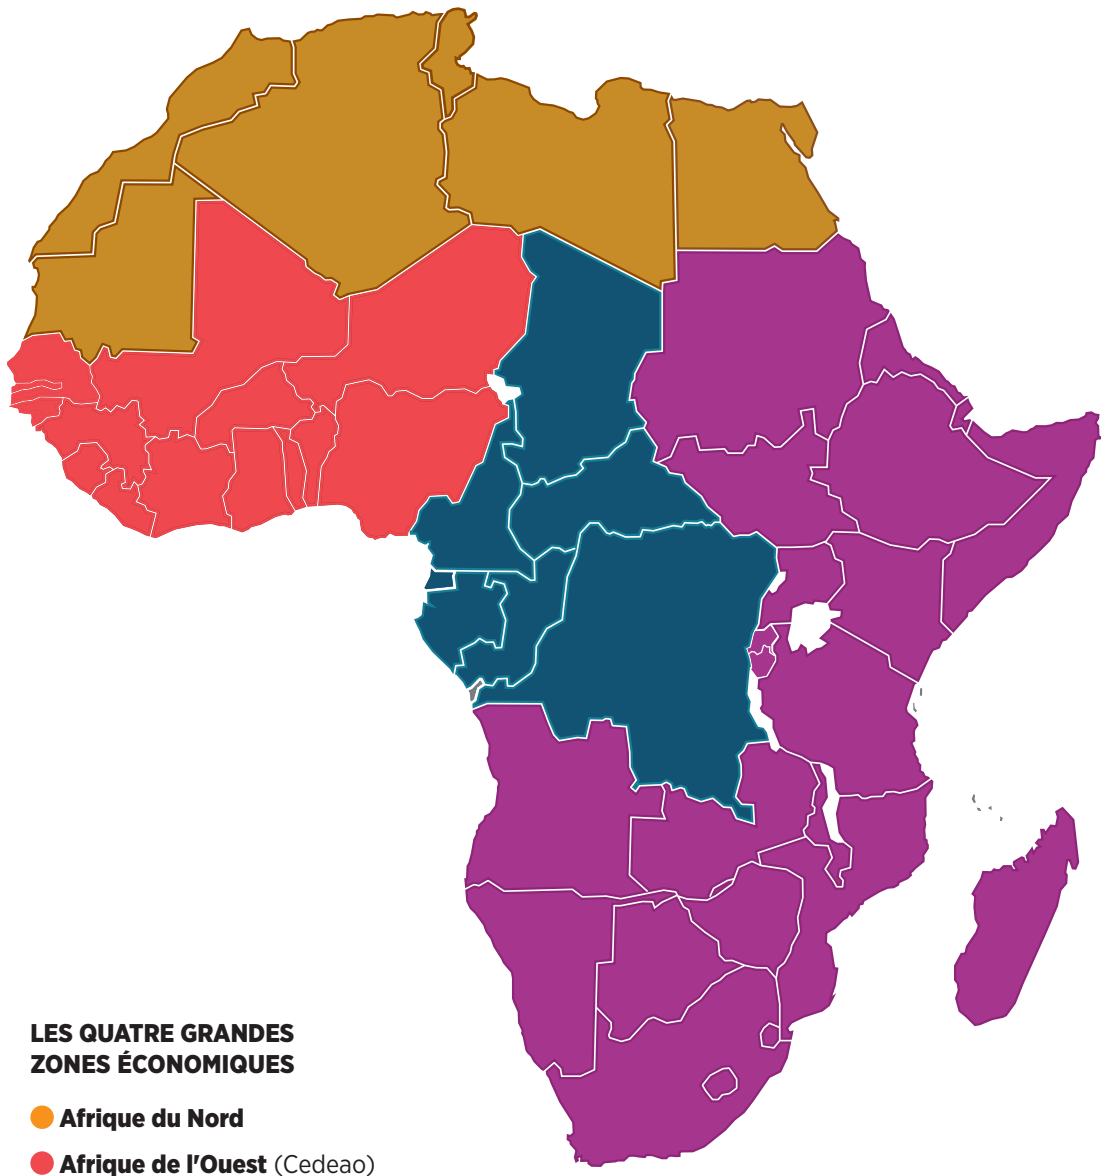 LES QUATRE GRANDES
ZONES ÉCONOMIQUES
Afrique du Nord
Afrique de l'Ouest (Cedeao)